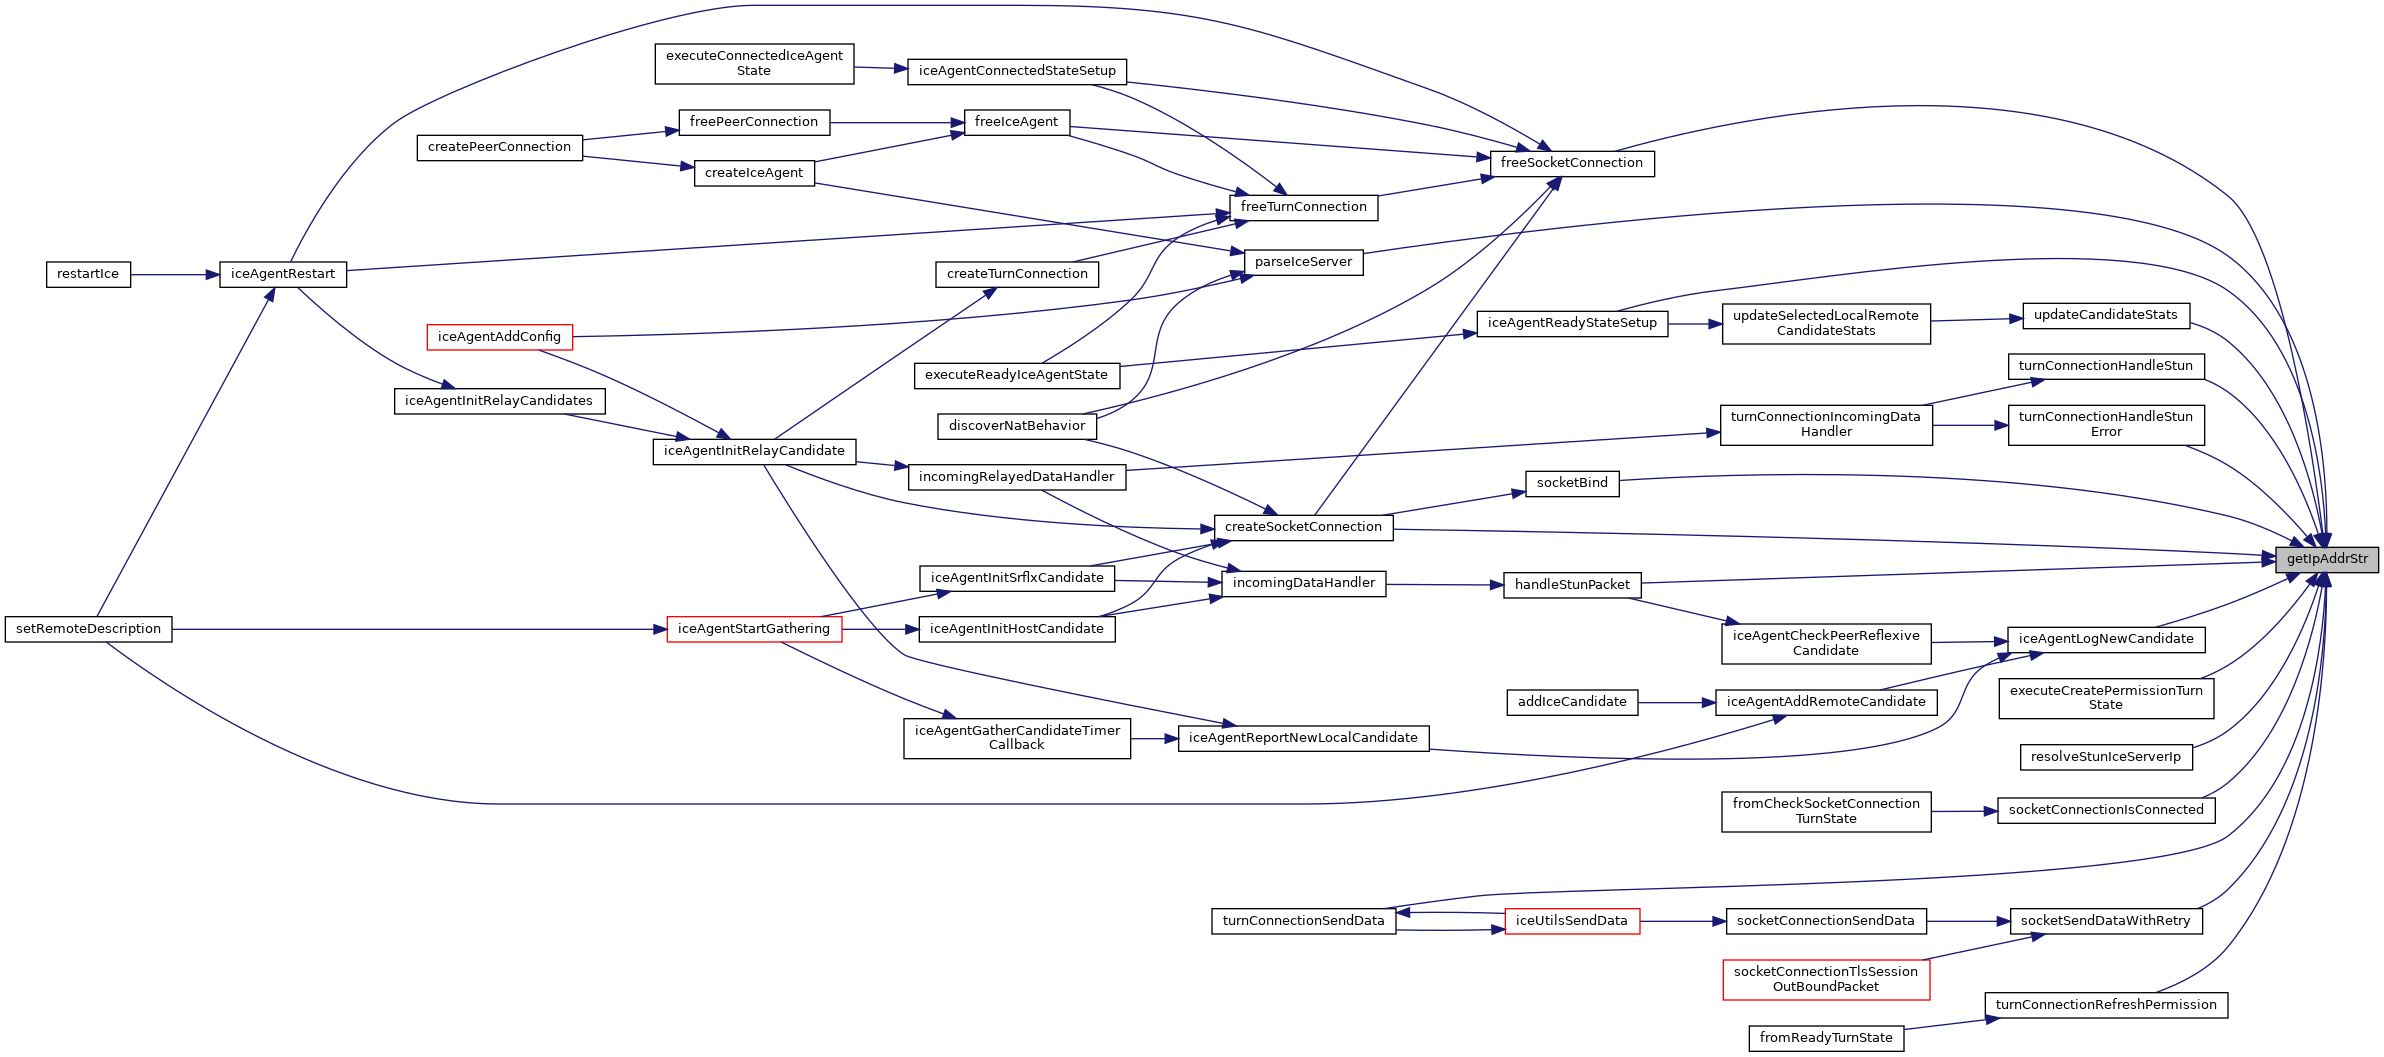 executeConnectedIceAgent
State
iceAgentConnectedStateSetup
freePeerConnection
freeIceAgent
createPeerConnection
createIceAgent
freeSocketConnection
freeTurnConnection
parseIceServer
restartIce
iceAgentRestart
createTurnConnection
iceAgentAddConfig
iceAgentReadyStateSetup
updateSelectedLocalRemote
CandidateStats
updateCandidateStats
executeReadyIceAgentState
turnConnectionHandleStun
iceAgentInitRelayCandidates
discoverNatBehavior
turnConnectionIncomingData
Handler
turnConnectionHandleStun
Error
iceAgentInitRelayCandidate
incomingRelayedDataHandler
socketBind
createSocketConnection
getIpAddrStr
iceAgentInitSrflxCandidate
incomingDataHandler
handleStunPacket
setRemoteDescription
iceAgentStartGathering
iceAgentInitHostCandidate
iceAgentCheckPeerReflexive
Candidate
iceAgentLogNewCandidate
addIceCandidate
iceAgentAddRemoteCandidate
executeCreatePermissionTurn
State
iceAgentGatherCandidateTimer
Callback
iceAgentReportNewLocalCandidate
resolveStunIceServerIp
fromCheckSocketConnection
TurnState
socketConnectionIsConnected
turnConnectionSendData
iceUtilsSendData
socketConnectionSendData
socketSendDataWithRetry
socketConnectionTlsSession
OutBoundPacket
turnConnectionRefreshPermission
fromReadyTurnState